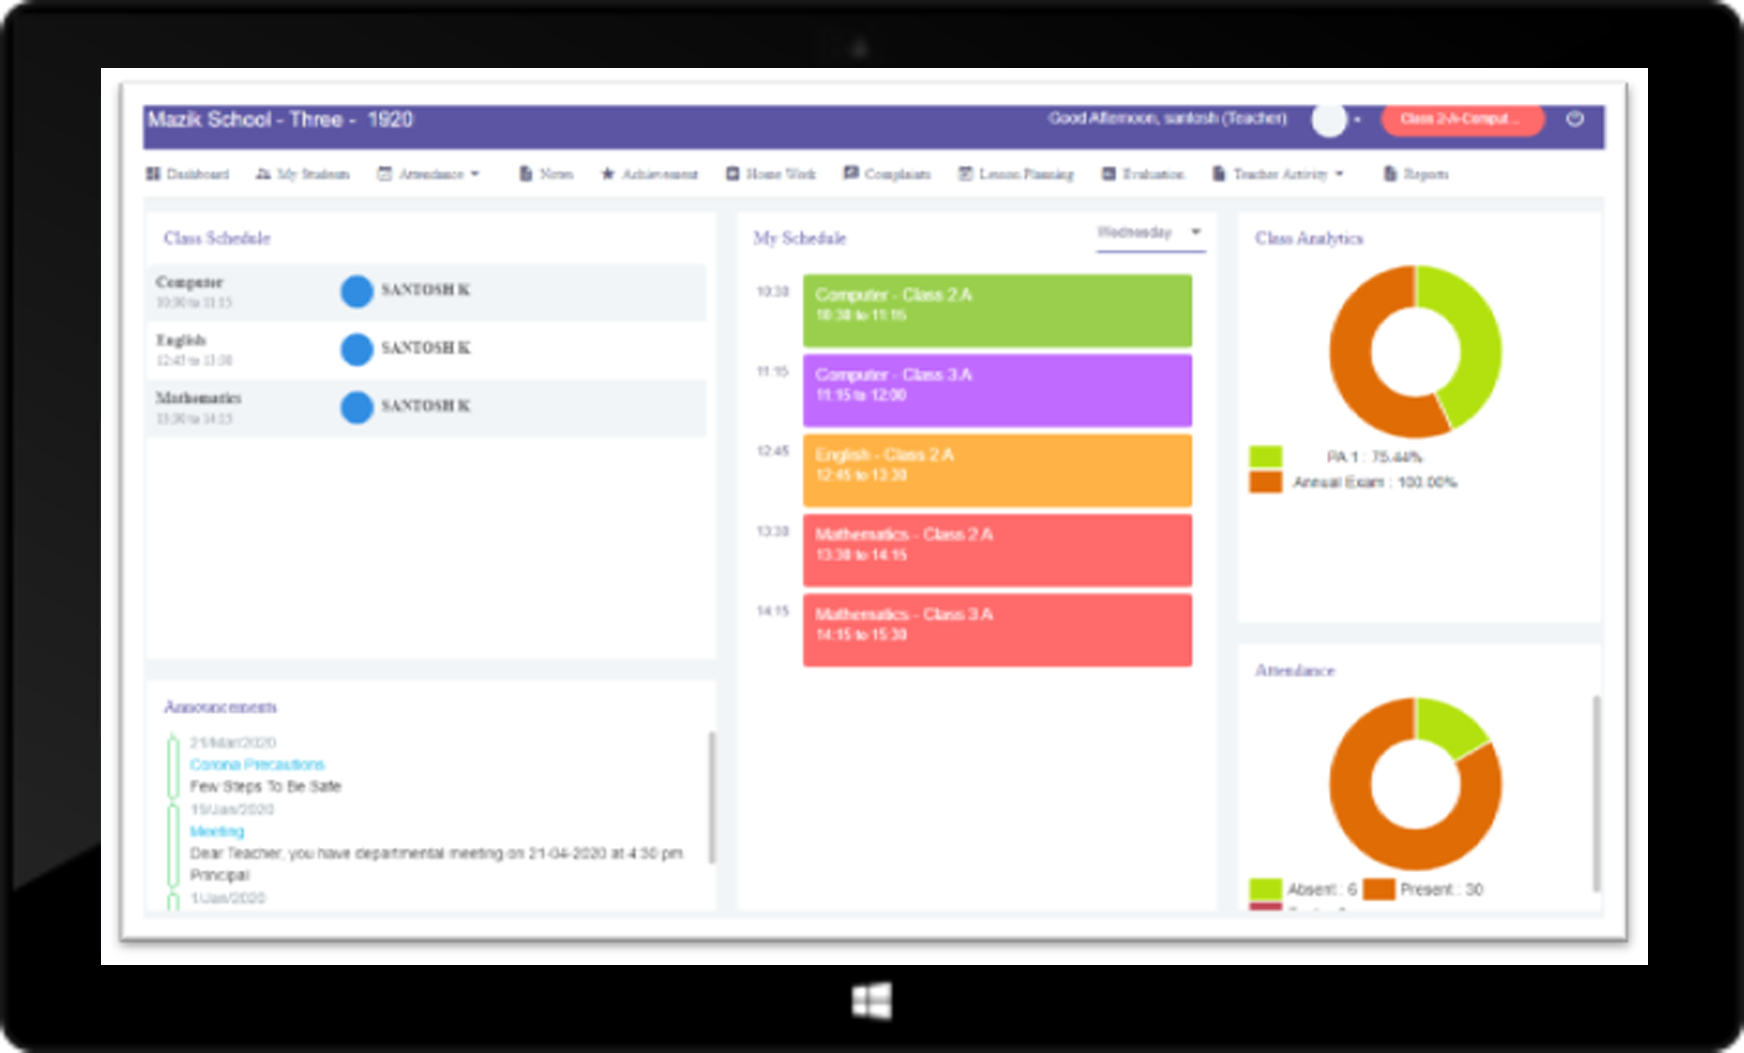 Mazik School - Three - 1920
Good Afternoon, santosh (Teacher)
Class 2-A-Comput...
Dashboard
My Students
Attendance
News
Achievement
Home Work
Complaints
Lesson Planning
Evaluation
Teacher Activity
Reports
Class Schedule
Computer
10:30 to 11:15
SANTOSH K
English
12:45 to 13:30
SANTOSH K
Mathematics
13:30 to 14:15
SANTOSH K
My Schedule
Wednesday
10:30
Computer - Class 2 A
10:30 to 11:15
11:15
Computer - Class 3 A
11:15 to 12:00
12:45
English - Class 2 A
12:45 to 13:30
13:30
Mathematics - Class 2 A
13:30 to 14:15
14:15
Mathematics - Class 3 A
14:15 to 15:30
Class Analytics
PA 1 : 75.44%
Annual Exam : 100.00%
Announcements
21/Mar/2020
Corona Precautions
Few Steps To Be Safe
15/Jan/2020
Meeting
Dear Teacher, you have departmental meeting on 21-04-2020 at 4:30 pm.
Principal
1/Jan/2020
Attendance
Absent : 6
Present : 30